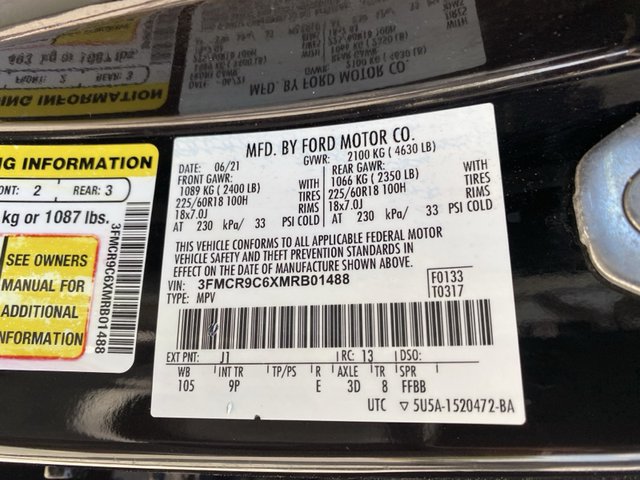 MFD. BY FORD MOTOR CO.
DATE: 06/21 GVWR: 2100 KG ( 4630 LB)
FRONT GAWR: REAR GAWR:
1089 KG ( 2400 LB) WITH 1066 KG ( 2350 LB) WITH
225/60R18 100H TIRES 225/60R18 100H TIRES
18x7.0J RIMS 18x7.0J RIMS
AT 230 kPa/ 33 PSI COLD AT 230 kPa/ 33 PSI COLD
THIS VEHICLE CONFORMS TO ALL APPLICABLE FEDERAL MOTOR
VEHICLE SAFETY AND THEFT PREVENTION STANDARDS IN
EFFECT ON THE DATE OF MANUFACTURE SHOWN ABOVE.
VIN: 3FMCR9C6XMRB01488
TYPE: MPV
F0133
T0317
EXT PNT: J1 RC: 13 DSO:
WB INT TR TP/PS R AXLE TR SPR
105 9P E 3D 8 FFBB
UTC ▽ 5U5A-1520472-BA
NG INFORMATION
ONT: 2 REAR: 3
kg or 1087 lbs.
SEE OWNERS
MANUAL FOR
ADDITIONAL
INFORMATION
3FMCR9C6XMRB01488